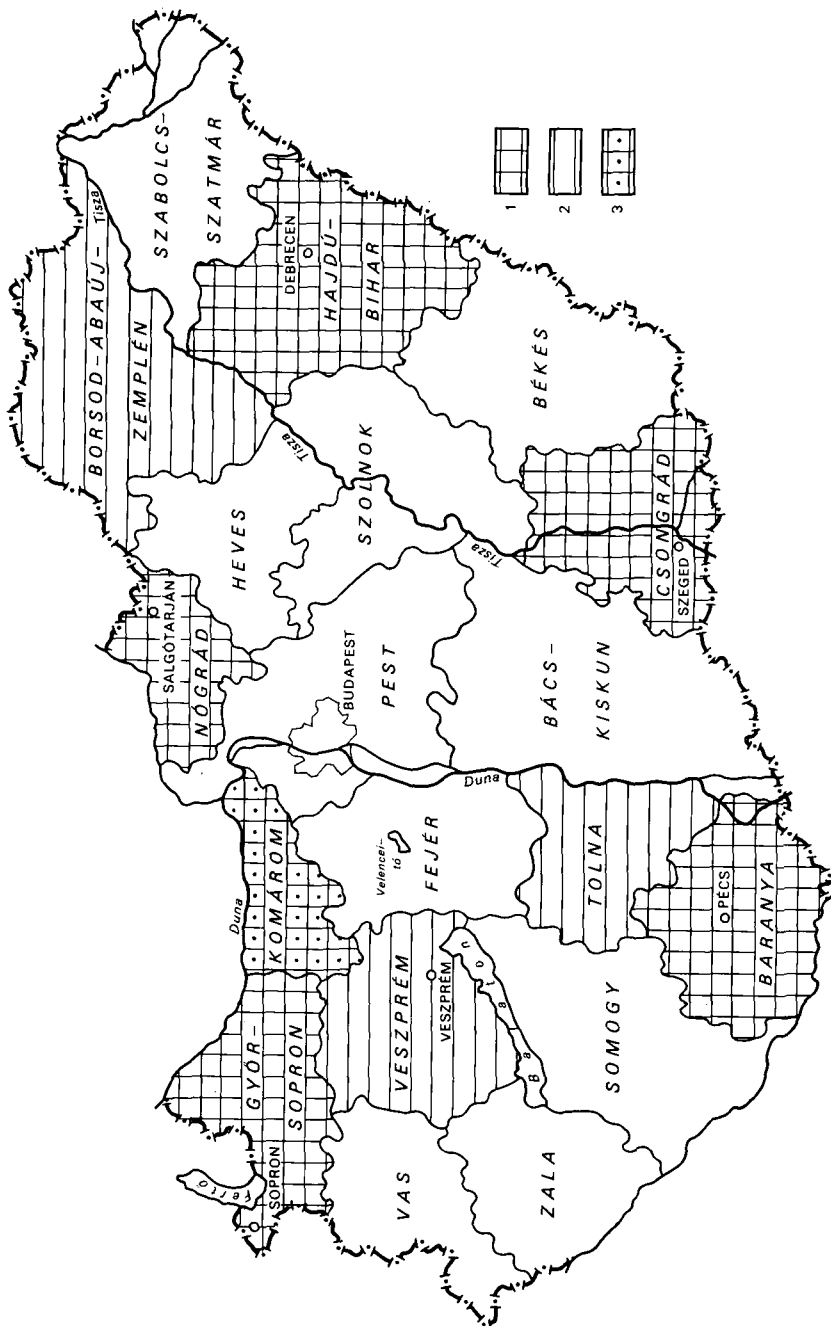 Fertő
SOPRON
GYŐR-
SOPRON
Duna
KOMÁROM
VAS
VESZPRÉM
VESZPRÉM
ZALA
Balaton
SOMOGY
Velencei-
tó
FEJÉR
Duna
TOLNA
PÉCS
BARANYA
SALGÓTARJÁN
NÓGRÁD
BUDAPEST
PEST
BÁCS-
KISKUN
HEVES
SZOLNOK
Tisza
Tisza
CSONGRÁD
SZEGED
BORSOD-ABAÚJ-
ZEMPLÉN
Tisza
SZABOLCS-
SZATMÁR
DEBRECEN
HAJDÚ-
BIHAR
BÉKÉS
1
2
3